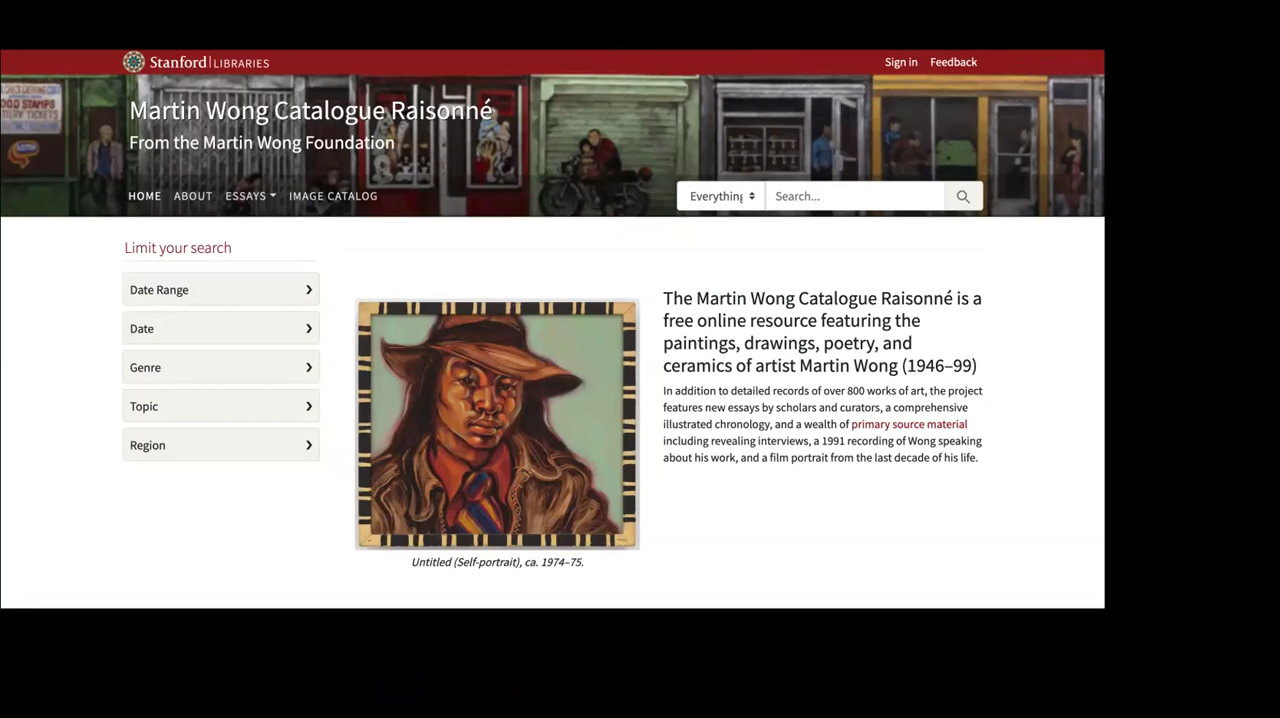 Stanford LIBRARIES
Sign in Feedback
OOD STAMPS
Martin Wong Catalogue Raisonné
From the Martin Wong Foundation
HOME ABOUT ESSAYS IMAGE CATALOG
Everything Search...
Limit your search
Date Range
Date
Genre
Topic
Region
The Martin Wong Catalogue Raisonné is a
free online resource featuring the
paintings, drawings, poetry, and
ceramics of artist Martin Wong (1946–99)
In addition to detailed records of over 800 works of art, the project
features new essays by scholars and curators, a comprehensive
illustrated chronology, and a wealth of primary source material
including revealing interviews, a 1991 recording of Wong speaking
about his work, and a film portrait from the last decade of his life.
Untitled (Self-portrait), ca. 1974–75.